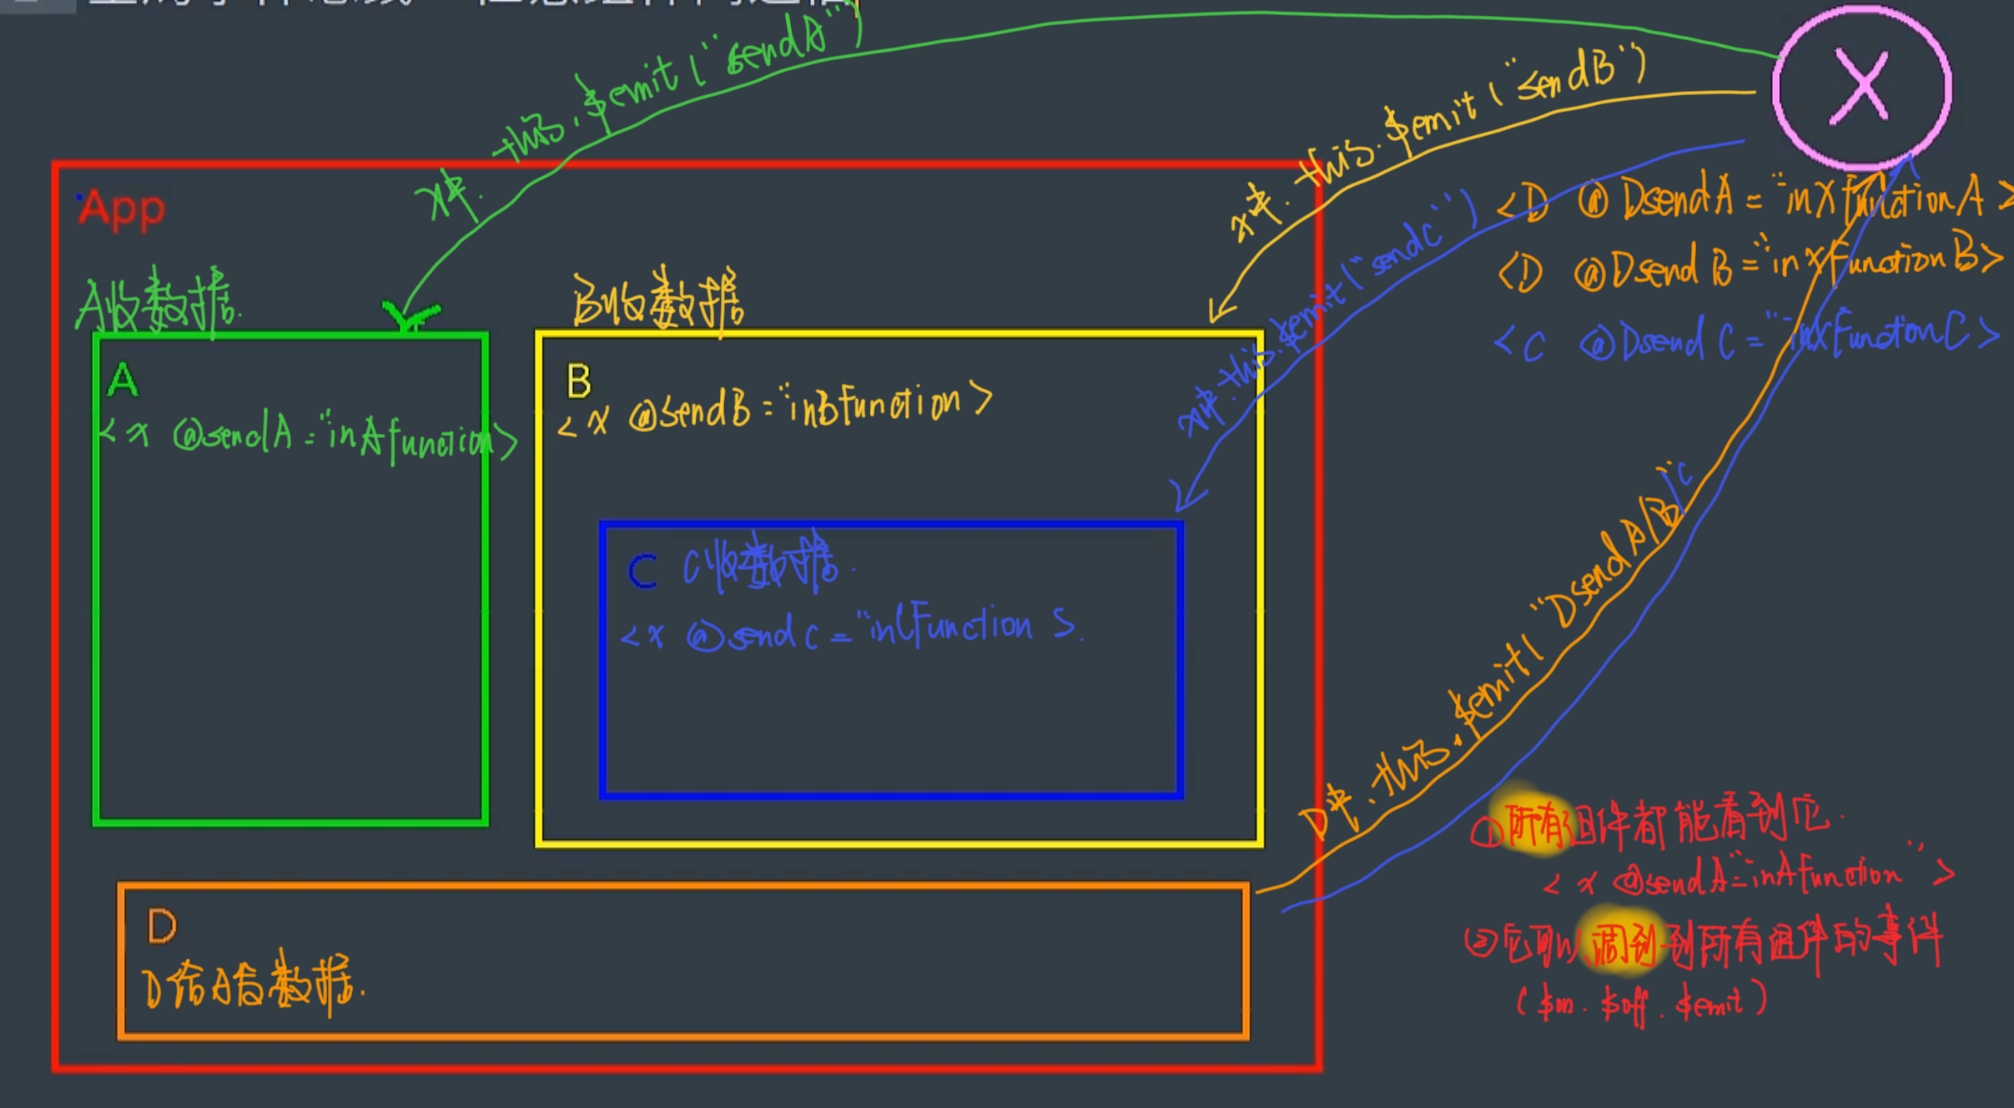 x中.
this.$emit("sendA")
x中.
this.$emit("sendB")
X
App
<D @DsendA="inXfunctionA>
<D @DsendB="inXFunctionB>
<C @DsendC="inXFunctionC>
x中.this.$emit("sendC")
A收数据.
B收数据
A
<x @sendA="inAfunction>
B
<x @sendB="inBfunction>
C C收数据.
<x @sendC="inCFunction
D中.this.$emit("DsendA/B/C
①所有组件都能看到它.
<x @sendA="inAfunction">
②它可以调到到所有组件的事件
($on.$off.$emit)
D
D给A发数据.